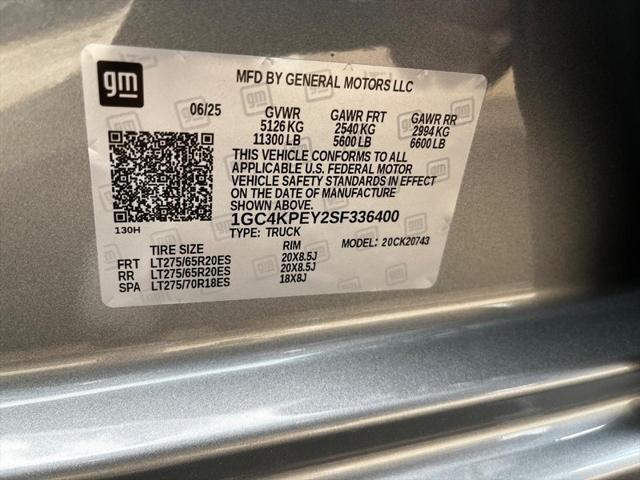 gm
MFD BY GENERAL MOTORS LLC
06/25 GVWR GAWR FRT GAWR RR
5126 KG 2540 KG 2994 KG
11300 LB 5600 LB 6600 LB
THIS VEHICLE CONFORMS TO ALL
APPLICABLE U.S. FEDERAL MOTOR
VEHICLE SAFETY STANDARDS IN EFFECT
ON THE DATE OF MANUFACTURE
SHOWN ABOVE.
1GC4KPEY2SF336400
130H TYPE: TRUCK MODEL: 20CK20743
TIRE SIZE RIM
FRT LT275/65R20ES 20X8.5J
RR LT275/65R20ES 20X8.5J
SPA LT275/70R18ES 18X8J